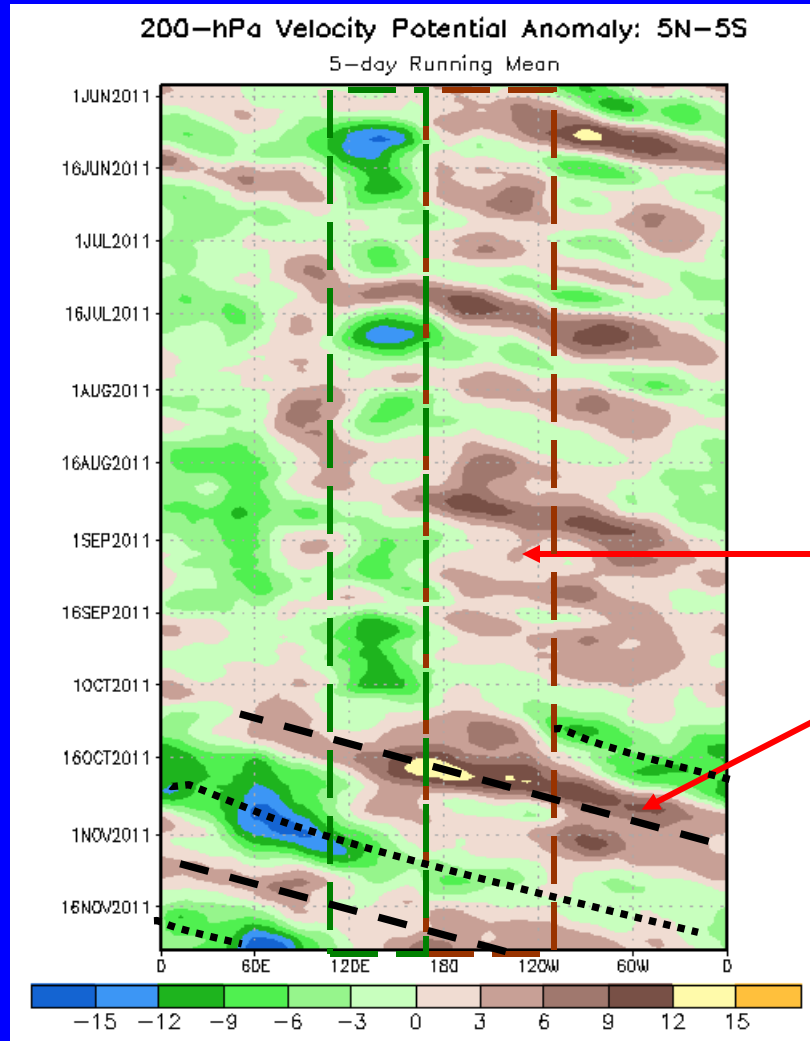 200-hPa Velocity Potential Anomaly: 5N-5S
5-day Running Mean
1JUN2011
16JUN2011
1JUL2011
16JUL2011
1AUG2011
16AUG2011
1SEP2011
16SEP2011
1OCT2011
16OCT2011
1NOV2011
16NOV2011
0 60E 120E 180 120W 60W 0
-15 -12 -9 -6 -3 0 3 6 9 12 15